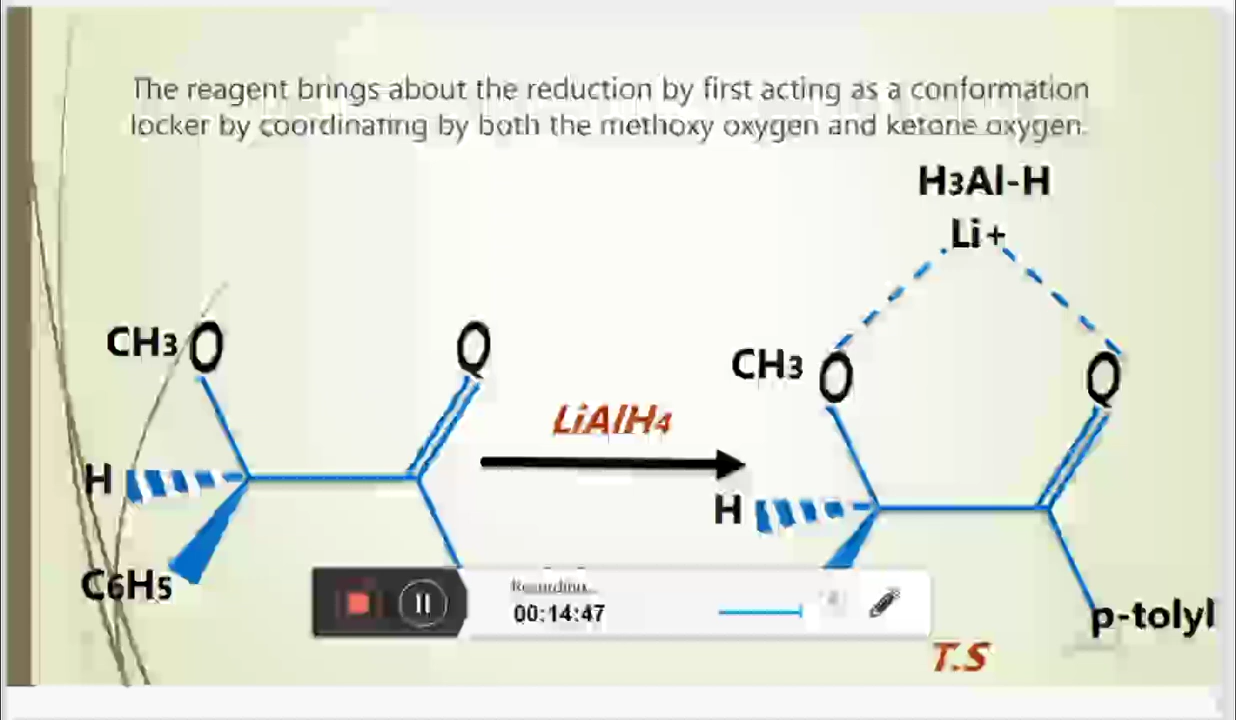 The reagent brings about the reduction by first acting as a conformation
locker by coordinating by both the methoxy oxygen and ketone oxygen.
H3Al-H
Li+
CH3 O
O
CH3 O
O
LiAlH4
H
H
C6H5
Recording...
00:14:47
p-tolyl
T.S